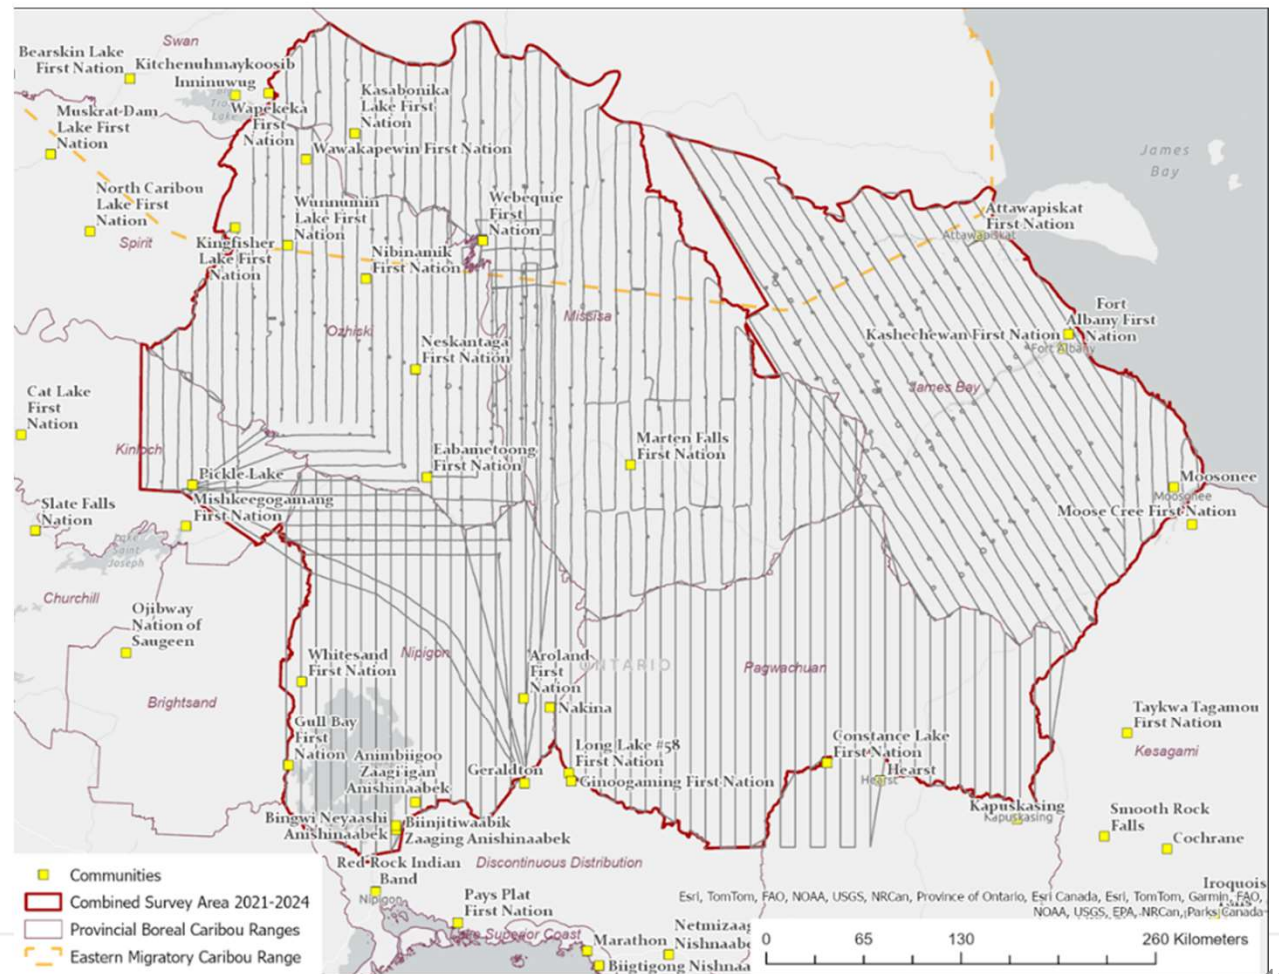 Swan
Bearskin Lake
First Nation
Kitchenuhmaykoosib
Inninuwug
Wapekeka
First
Nation
Kasabonika
Lake First
Nation
Muskrat-Dam
Lake First
Nation
Wawakapewin First Nation
James
Bay
North Caribou
Lake First
Nation
Spirit
Wunnumin
Lake First
Nation
Webequie
First
Nation
Attawapiskat
First Nation
Attawapiskat
Kingfisher
Lake First
Nation
Nibinamik
First Nation
Missisa
Ozhiski
Fort
Albany First
Nation
Kashechewan First Nation
Fort Albany
Neskantaga
First Nation
James Bay
Cat Lake
First
Nation
Kinloch
Marten Falls
First Nation
Eabametoong
First Nation
Pickle Lake
Moosonee
Moosonee
Mishkeegogamang
First Nation
Slate Falls
Nation
Moose Cree First Nation
Lake
Saint
Joseph
Churchill
Ojibway
Nation of
Saugeen
Whitesand
First Nation
Nipigon
Aroland
First
Nation
ONTARIO
Pagwachuan
Brightsand
Nakina
Taykwa Tagamou
First Nation
Kesagami
Gull Bay
First
Nation
Animbiigoo
Zaagi'igan
Anishinaabek
Geraldton
Long Lake #58
First Nation
Ginoogaming First Nation
Constance Lake
First Nation
Hearst
Hearst
Kapuskasing
Kapuskasing
Smooth Rock
Falls
Cochrane
Bingwi Neyaashi
Anishinaabek
Biinjitiwaabik
Zaaging Anishinaabek
Red Rock Indian
Band
Nipigon
Discontinuous Distribution
Pays Plat
First Nation
Lake Superior Coast
Marathon
Netmizaag
Nishnaabe
Biigtigong Nishnaa
Iroquois
Falls
Esri, TomTom, FAO, NOAA, USGS, NRCan, Province of Ontario, Esri Canada, Esri, TomTom, Garmin, FAO,
NOAA, USGS, EPA, NRCan, Parks Canada
0 65 130 260 Kilometers
Communities
Combined Survey Area 2021-2024
Provincial Boreal Caribou Ranges
Eastern Migratory Caribou Range